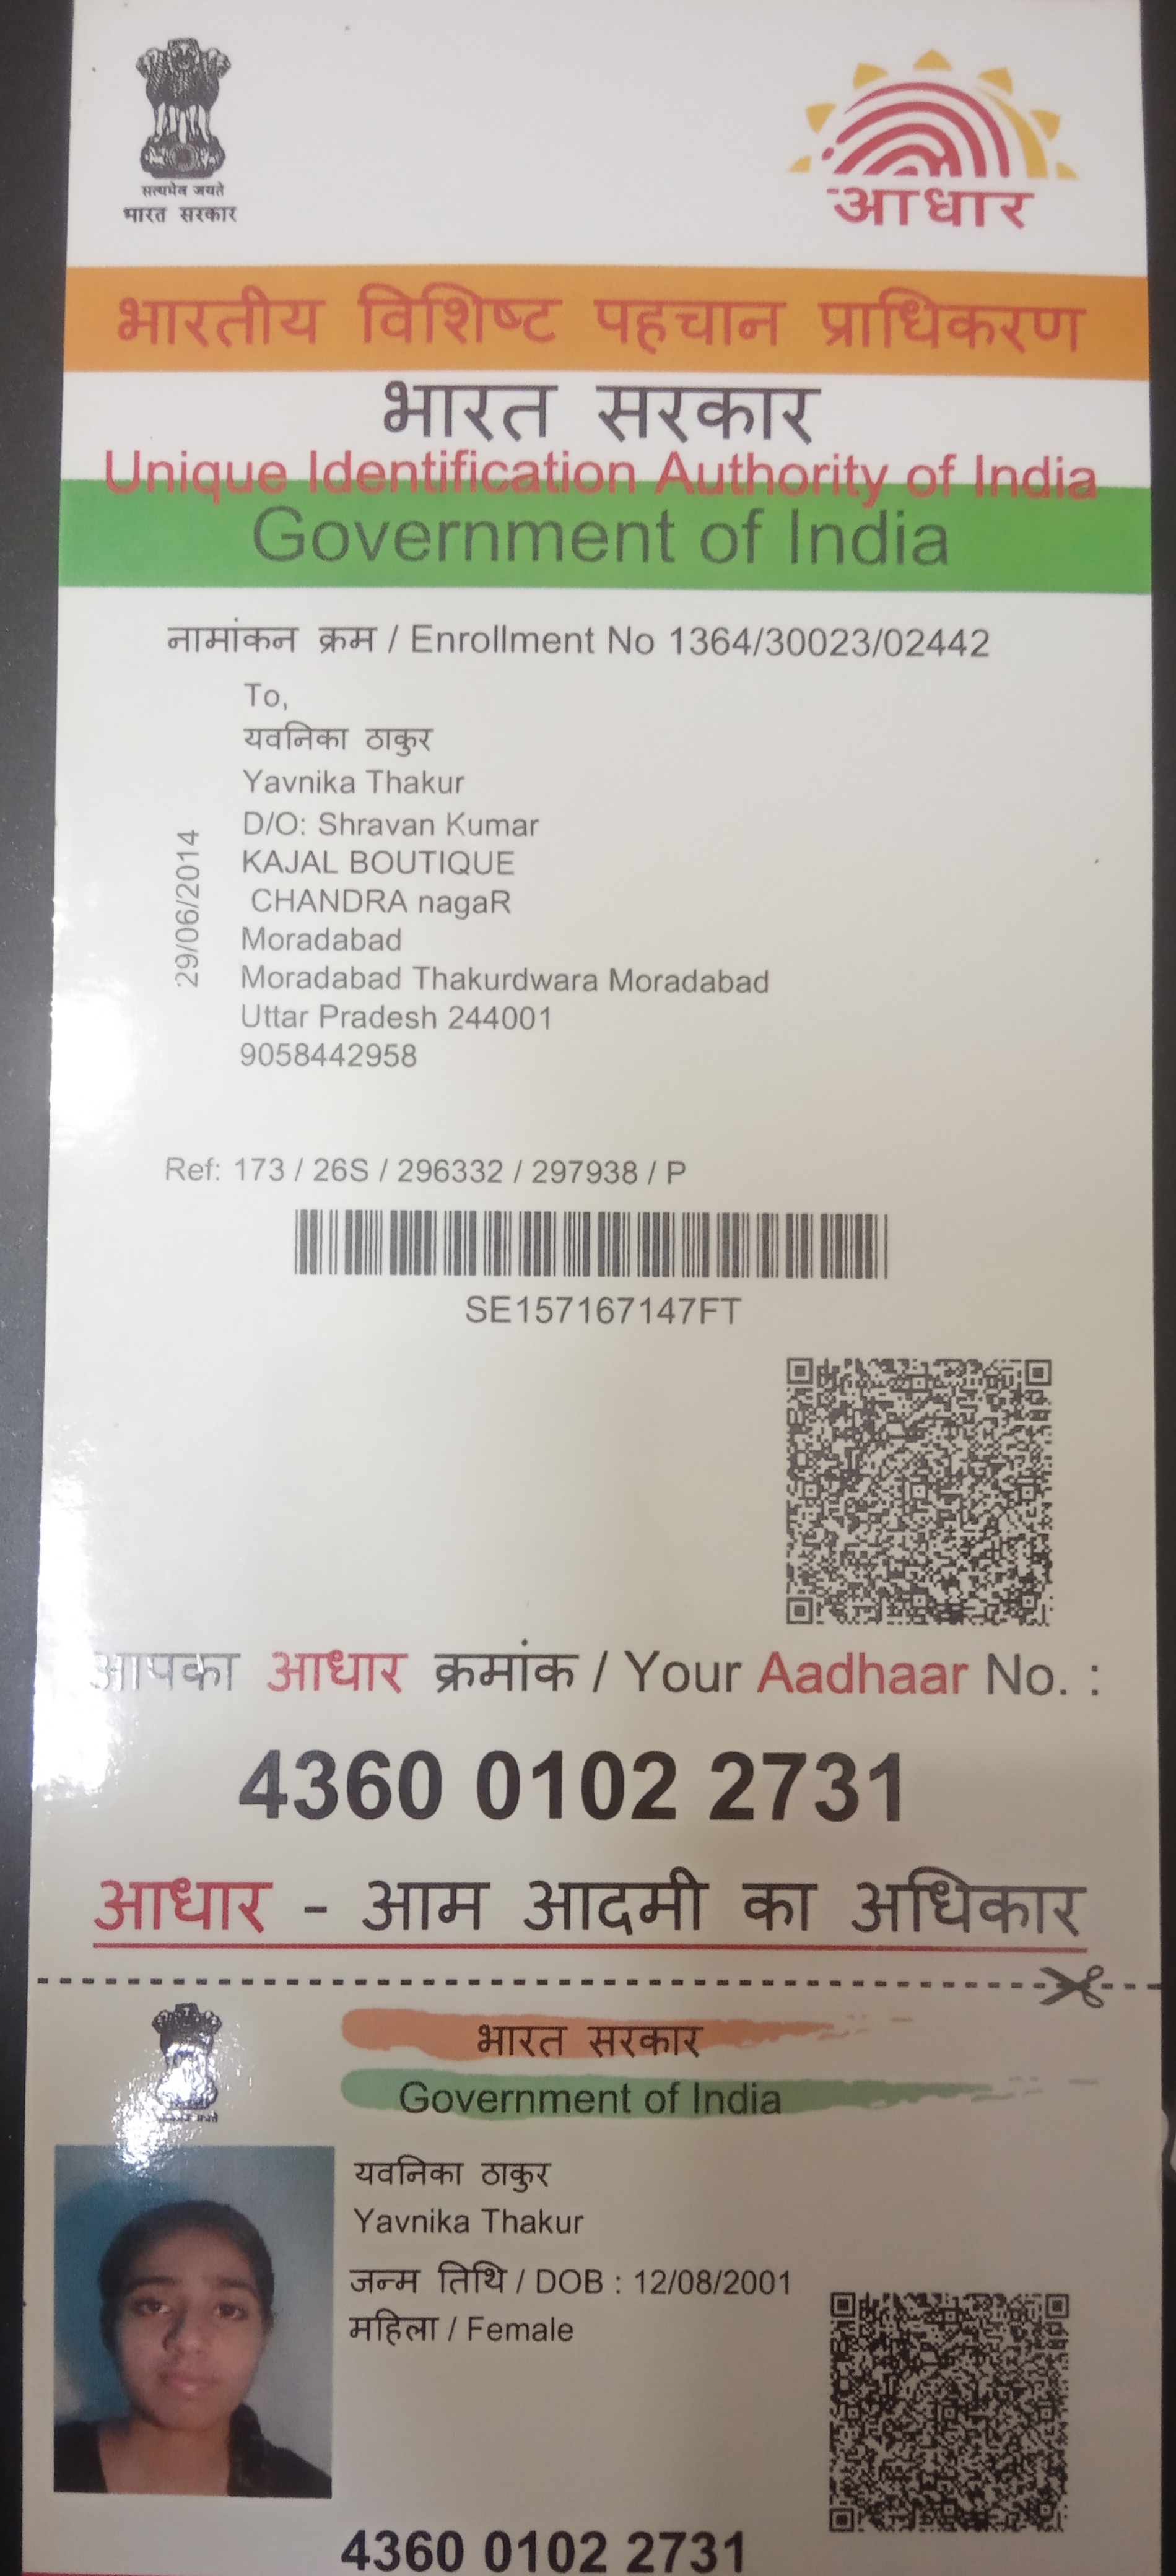 सत्यमेव जयते
भारत सरकार
आधार
भारतीय विशिष्ट पहचान प्राधिकरण
भारत सरकार
Unique Identification Authority of India
Government of India
नामांकन क्रम / Enrollment No 1364/30023/02442
To,
यवनिका ठाकुर
Yavnika Thakur
D/O: Shravan Kumar
KAJAL BOUTIQUE
CHANDRA nagaR
Moradabad
Moradabad Thakurdwara Moradabad
Uttar Pradesh 244001
9058442958
29/06/2014
Ref: 173 / 26S / 296332 / 297938 / P
SE157167147FT
आपका आधार क्रमांक / Your Aadhaar No. :
4360 0102 2731
आधार - आम आदमी का अधिकार
भारत सरकार
Government of India
यवनिका ठाकुर
Yavnika Thakur
जन्म तिथि / DOB : 12/08/2001
महिला / Female
4360 0102 2731